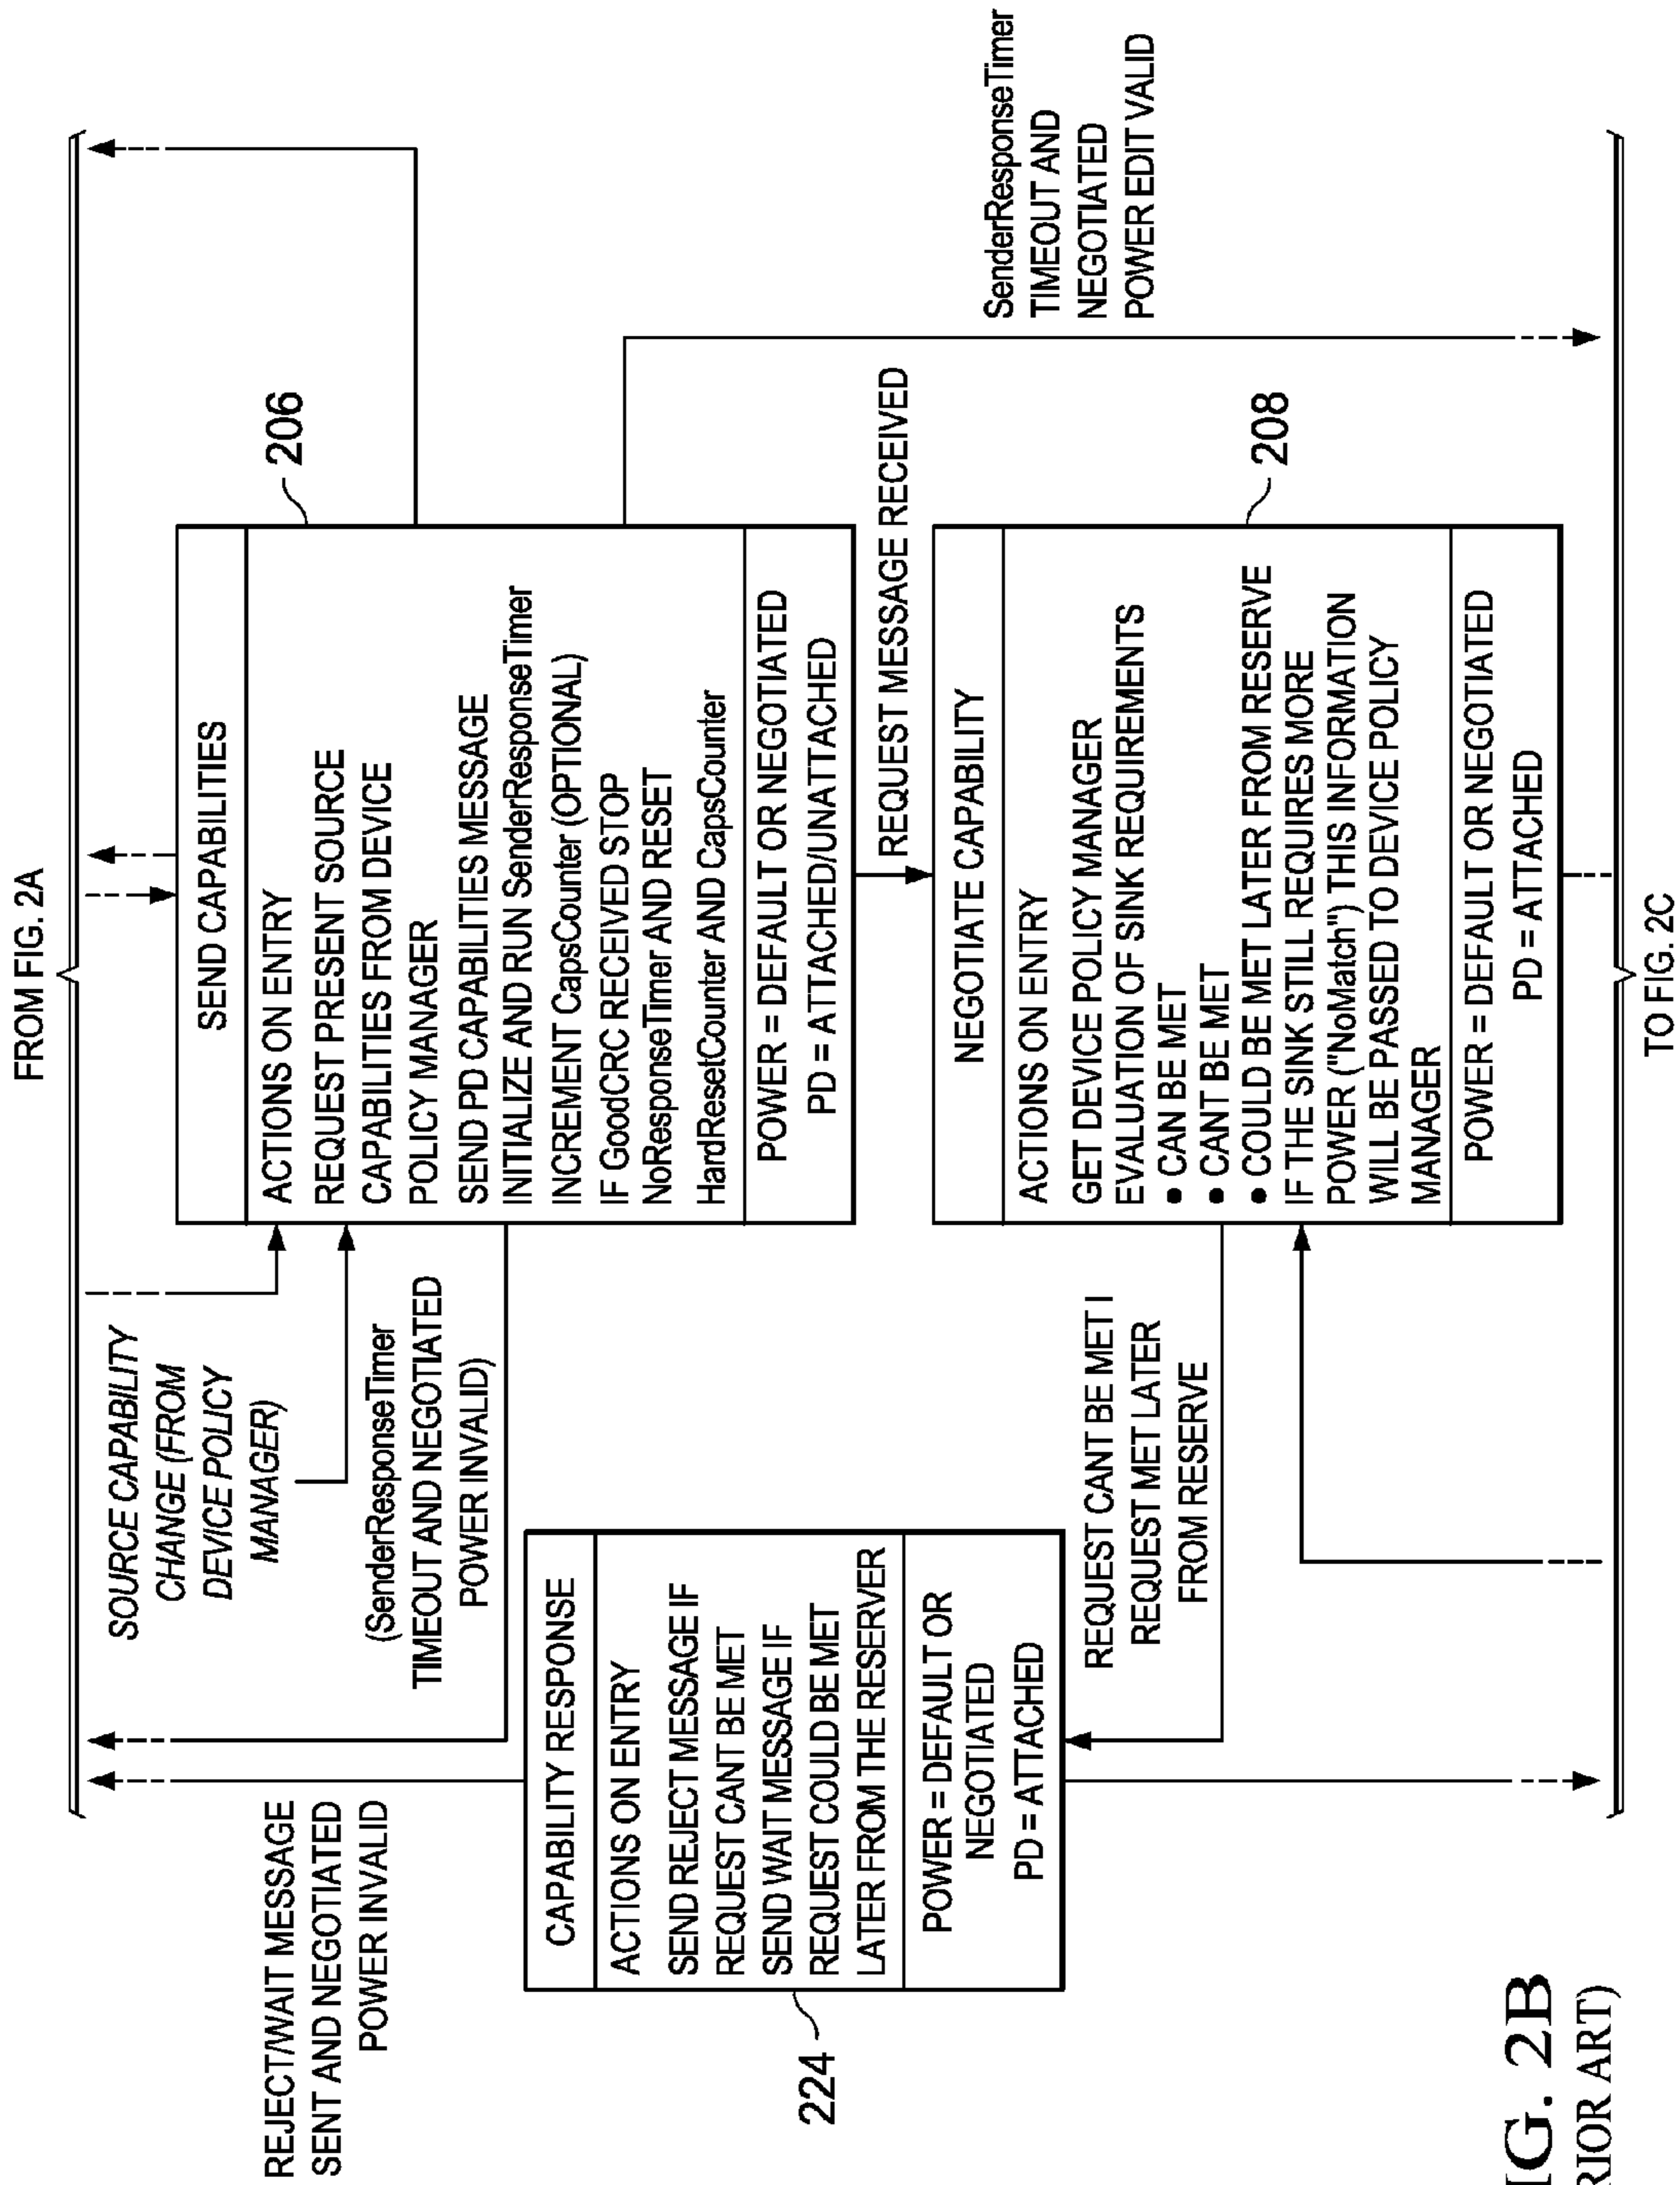 FROM FIG. 2A
REJECT/WAIT MESSAGE
SENT AND NEGOTIATED
POWER INVALID
SOURCE CAPABILITY
CHANGE (FROM
DEVICE POLICY
MANAGER)
(SenderResponseTimer
TIMEOUT AND NEGOTIATED
POWER INVALID)
SEND CAPABILITIES
ACTIONS ON ENTRY
REQUEST PRESENT SOURCE
CAPABILITIES FROM DEVICE
POLICY MANAGER
SEND PD CAPABILITIES MESSAGE
INITIALIZE AND RUN SenderResponseTimer
INCREMENT CapsCounter (OPTIONAL)
IF GoodCRC RECEIVED STOP
NoResponseTimer AND RESET
HardResetCounter AND CapsCounter
POWER = DEFAULT OR NEGOTIATED
PD = ATTACHED/UNATTACHED
206
SenderResponseTimer
TIMEOUT AND
NEGOTIATED
POWER EDIT VALID
REQUEST MESSAGE RECEIVED
CAPABILITY RESPONSE
ACTIONS ON ENTRY
SEND REJECT MESSAGE IF
REQUEST CANT BE MET
SEND WAIT MESSAGE IF
REQUEST COULD BE MET
LATER FROM THE RESERVER
POWER = DEFAULT OR
NEGOTIATED
PD = ATTACHED
224
REQUEST CANT BE MET I
REQUEST MET LATER
FROM RESERVE
NEGOTIATE CAPABILITY
ACTIONS ON ENTRY
GET DEVICE POLICY MANAGER
EVALUATION OF SINK REQUIREMENTS
• CAN BE MET
• CANT BE MET
• COULD BE MET LATER FROM RESERVE
IF THE SINK STILL REQUIRES MORE
POWER ("NoMatch") THIS INFORMATION
WILL BE PASSED TO DEVICE POLICY
MANAGER
POWER = DEFAULT OR NEGOTIATED
PD = ATTACHED
208
TO FIG. 2C
IG. 2B
RIOR ART)